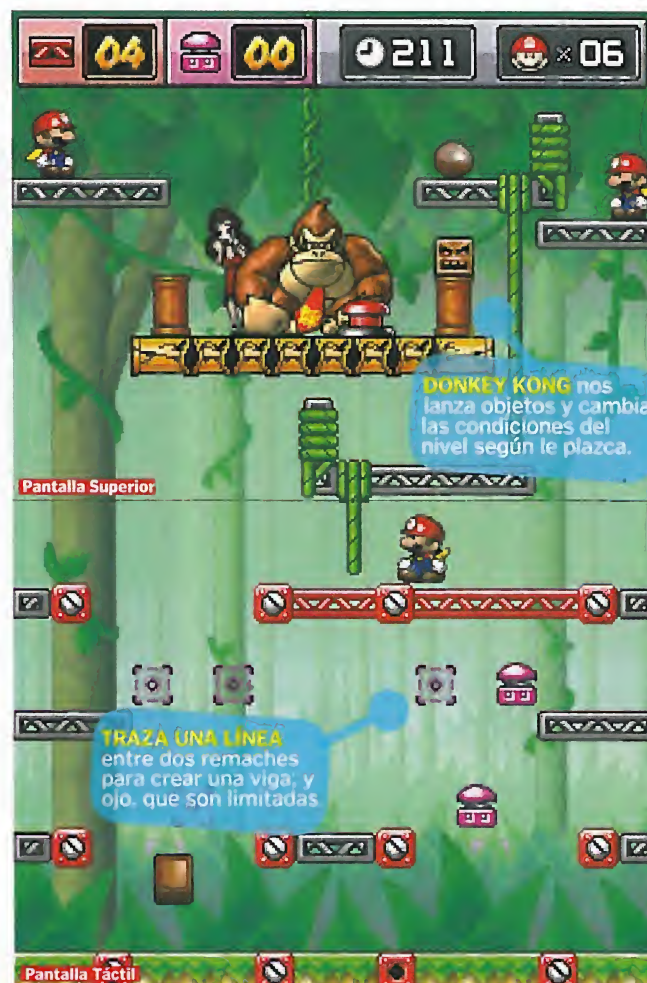 04 00 211 × 06
DONKEY KONG nos
lanza objetos y cambia
las condiciones del
nivel según le plazca.
Pantalla Superior
TRAZA UNA LÍNEA
entre dos remaches
para crear una viga; y
ojo, que son limitadas
Pantalla Táctil